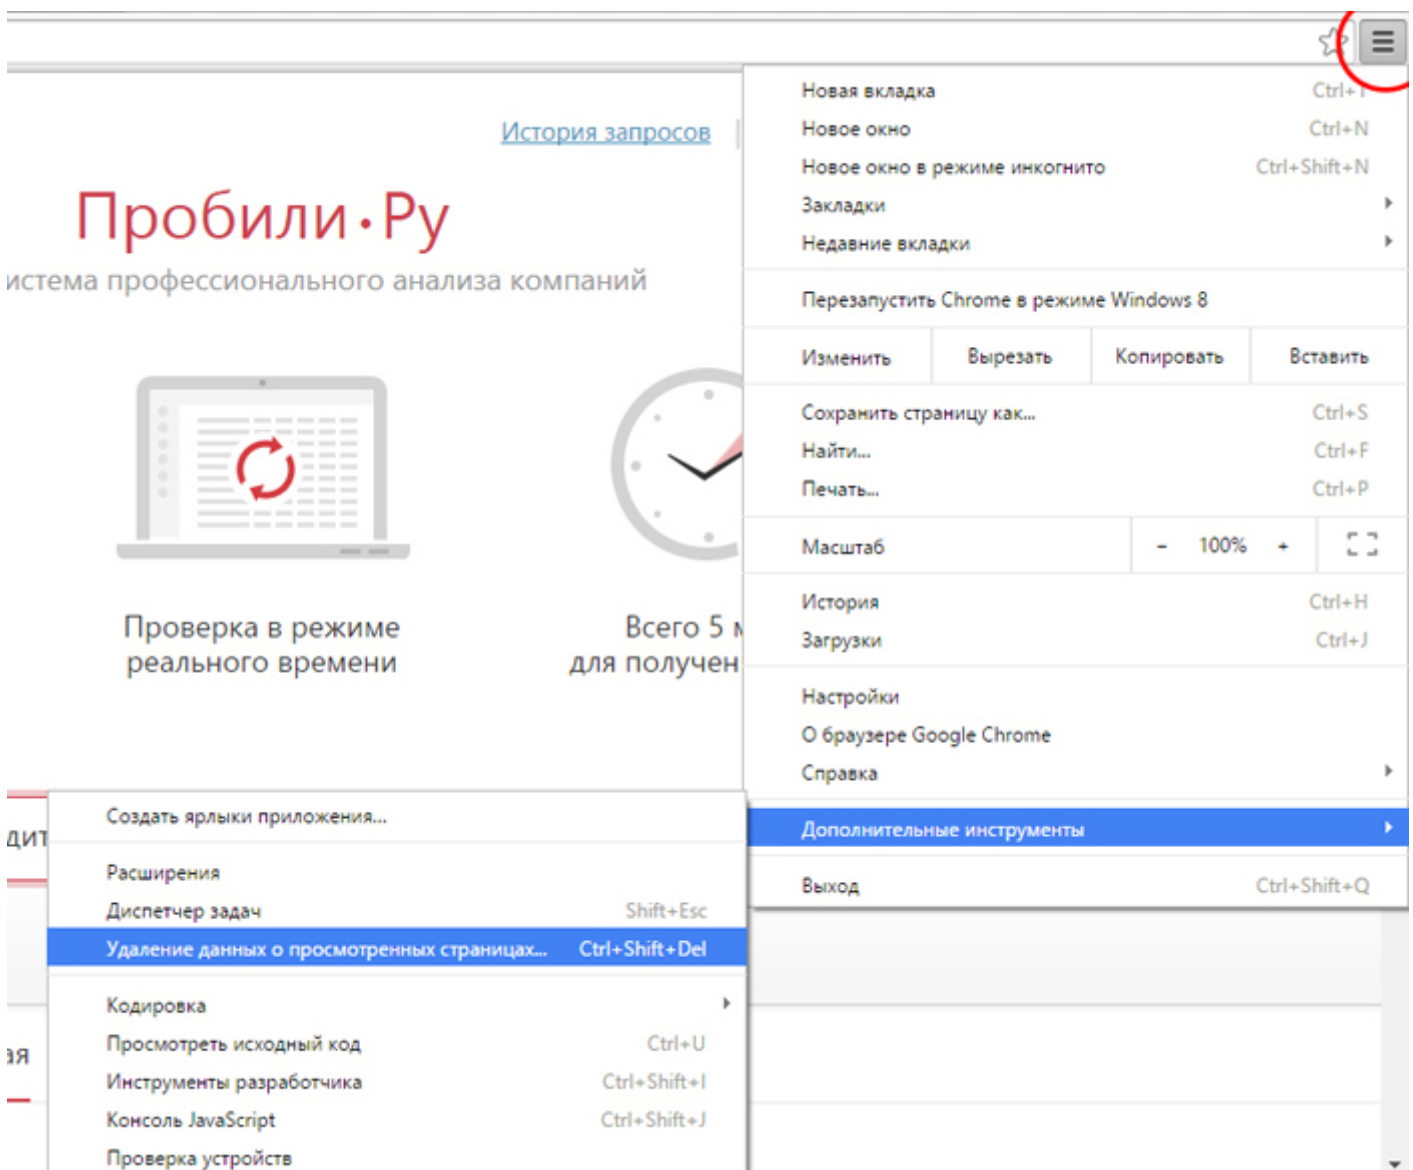 История запросов
Пробили·Ру
истема профессионального анализа компаний
Проверка в режиме
реального времени
Всего 5 м
для получен
дит
ая
Новая вкладка Ctrl+T
Новое окно Ctrl+N
Новое окно в режиме инкогнито Ctrl+Shift+N
Закладки
Недавние вкладки
Перезапустить Chrome в режиме Windows 8
Изменить Вырезать Копировать Вставить
Сохранить страницу как... Ctrl+S
Найти... Ctrl+F
Печать... Ctrl+P
Масштаб - 100% +
История Ctrl+H
Загрузки Ctrl+J
Настройки
О браузере Google Chrome
Справка
Дополнительные инструменты
Выход Ctrl+Shift+Q
Создать ярлыки приложения...
Расширения
Диспетчер задач Shift+Esc
Удаление данных о просмотренных страницах... Ctrl+Shift+Del
Кодировка
Просмотреть исходный код Ctrl+U
Инструменты разработчика Ctrl+Shift+I
Консоль JavaScript Ctrl+Shift+J
Проверка устройств